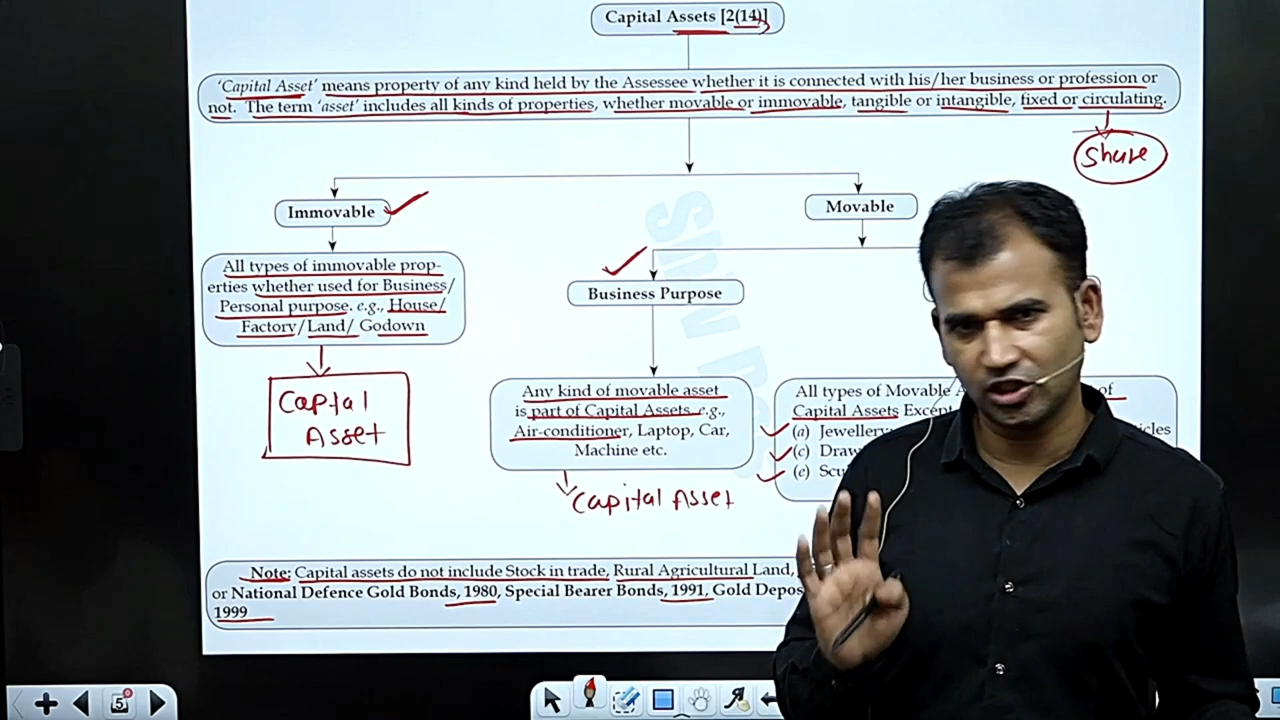 Capital Assets [2(14)]
'Capital Asset' means property of any kind held by the Assessee whether it is connected with his/her business or profession or
not. The term 'asset' includes all kinds of properties, whether movable or immovable, tangible or intangible, fixed or circulating.
Share
Immovable
Movable
All types of immovable prop-
erties whether used for Business/
Personal purpose. e.g., House/
Factory/Land/ Godown
Business Purpose
Capital
Asset
Any kind of movable asset
is part of Capital Assets e.g.,
Air-conditioner, Laptop, Car,
Machine etc.
Capital Asset
All types of Movable of
Capital Assets Except
(a) Jewellery
(c)
(e)
Note: Capital assets do not include Stock in trade, Rural Agricultural Land,
or National Defence Gold Bonds, 1980, Special Bearer Bonds, 1991, Gold
1999
5